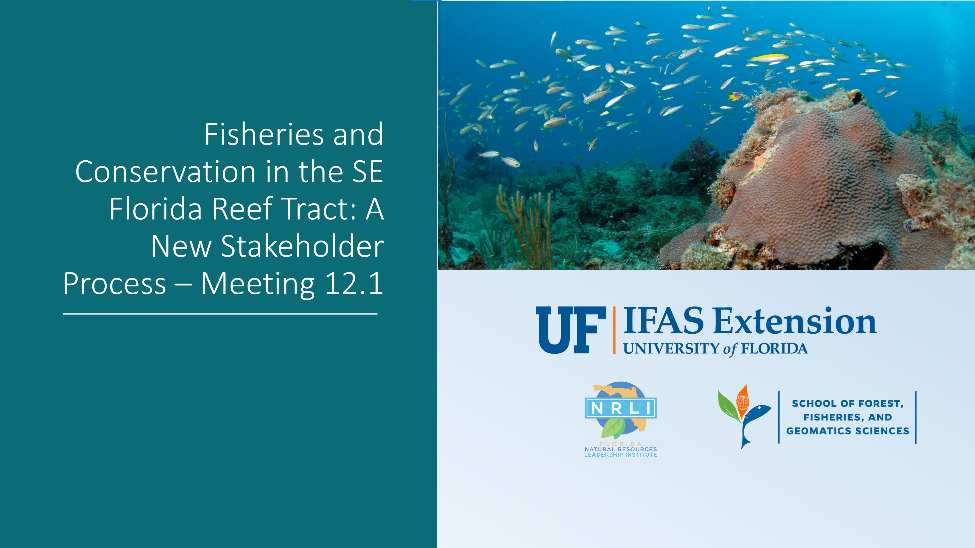 Fisheries and
Conservation in the SE
Florida Reef Tract: A
New Stakeholder
Process – Meeting 12.1
UF
IFAS Extension
UNIVERSITY of FLORIDA
NRLI
FLORIDA
NATURAL RESOURCES
LEADERSHIP INSTITUTE
SCHOOL OF FOREST,
FISHERIES, AND
GEOMATICS SCIENCES